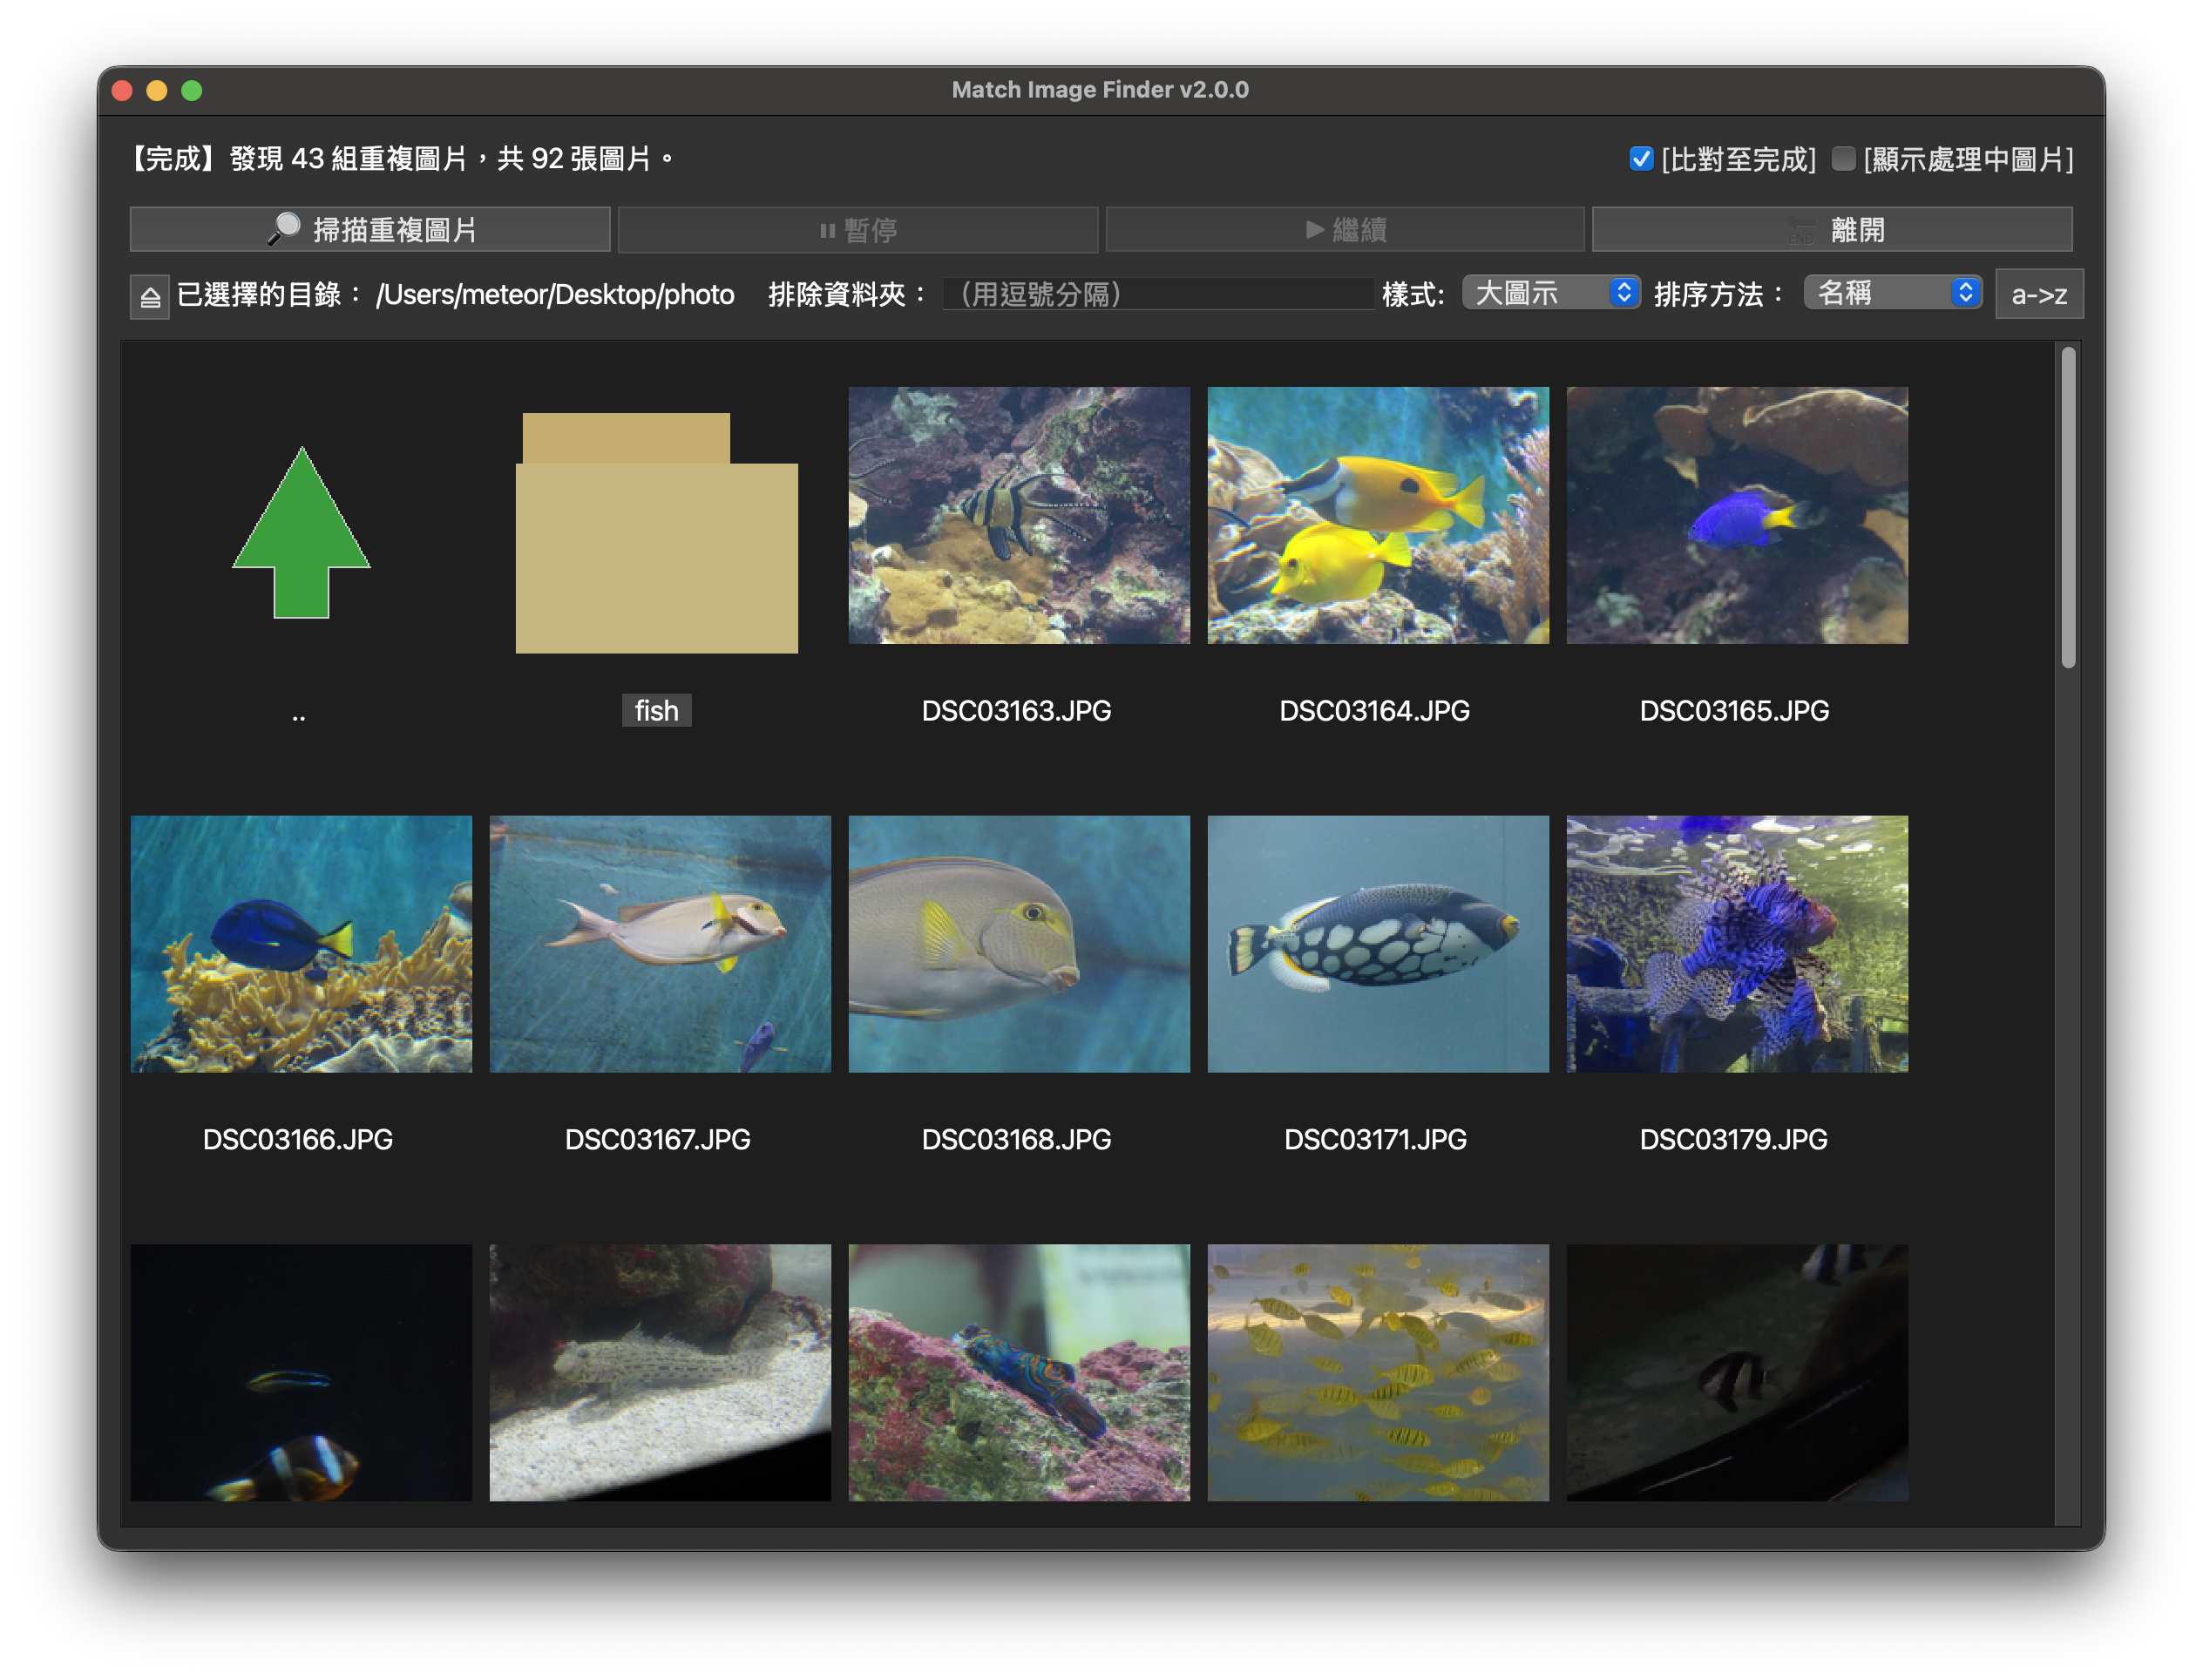 Match Image Finder v2.0.0
【完成】發現 43 組重複圖片，共 92 張圖片。
[比對至完成] [顯示處理中圖片]
掃描重複圖片
暫停
繼續
END 離開
已選擇的目錄： /Users/meteor/Desktop/photo 排除資料夾： （用逗號分隔） 樣式: 大圖示 排序方法： 名稱 a->z
.. fish DSC03163.JPG DSC03164.JPG DSC03165.JPG
DSC03166.JPG DSC03167.JPG DSC03168.JPG DSC03171.JPG DSC03179.JPG